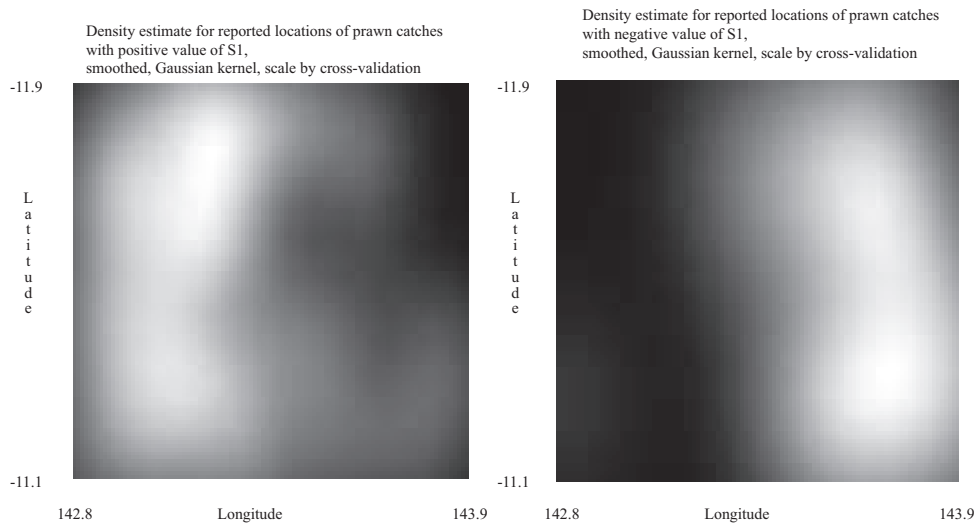 Density estimate for reported locations of prawn catches
with positive value of S1,
smoothed, Gaussian kernel, scale by cross-validation
-11.9
Latitude
-11.1
142.8
Longitude
143.9
Density estimate for reported locations of prawn catches
with negative value of S1,
smoothed, Gaussian kernel, scale by cross-validation
-11.9
Latitude
-11.1
142.8
Longitude
143.9